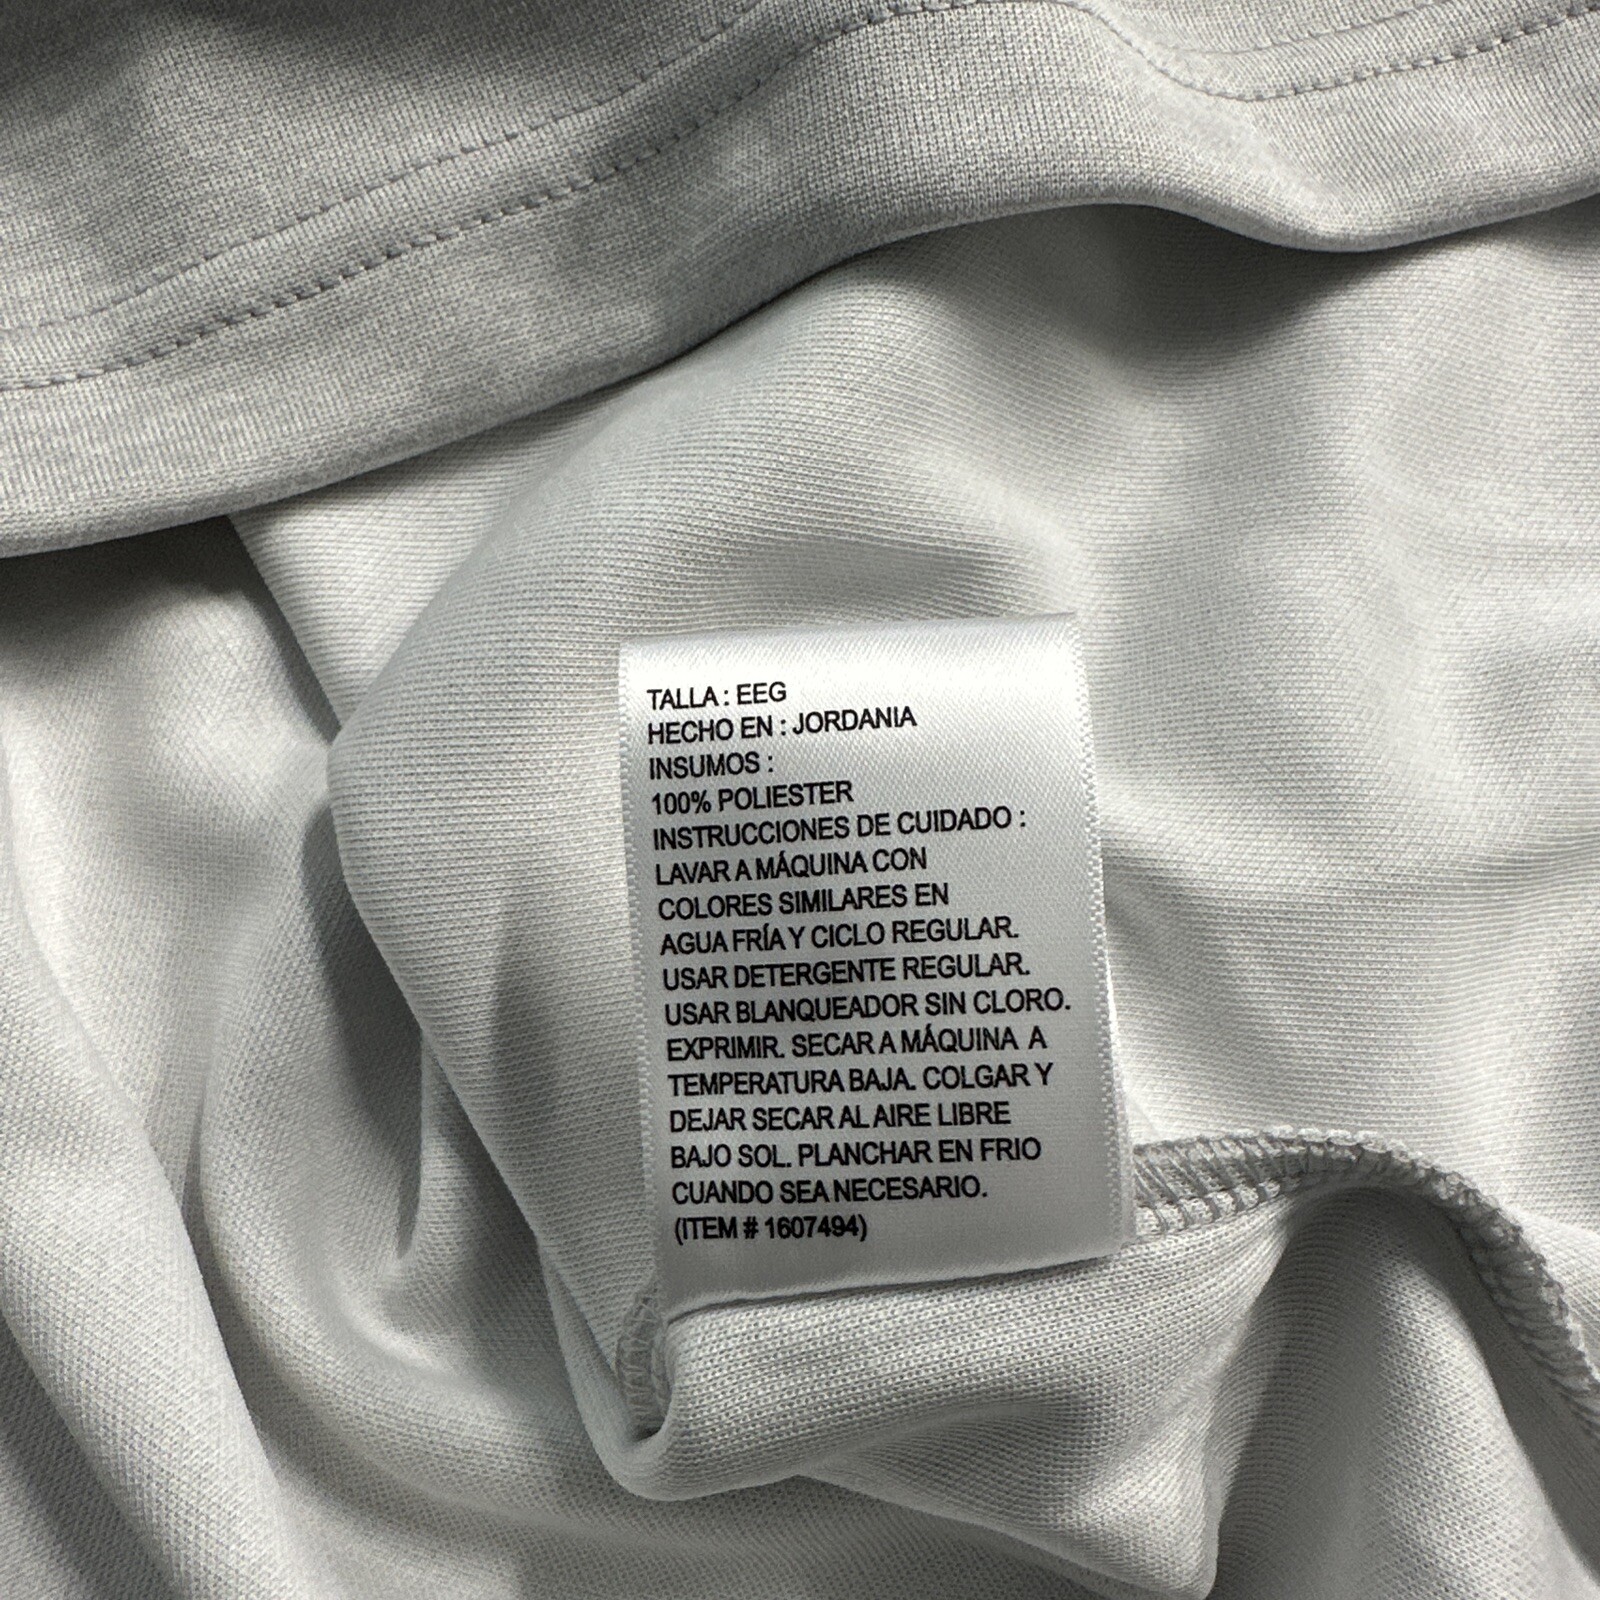 TALLA : EEG
HECHO EN : JORDANIA
INSUMOS :
100% POLIESTER
INSTRUCCIONES DE CUIDADO :
LAVAR A MÁQUINA CON
COLORES SIMILARES EN
AGUA FRÍA Y CICLO REGULAR.
USAR DETERGENTE REGULAR.
USAR BLANQUEADOR SIN CLORO.
EXPRIMIR. SECAR A MÁQUINA A
TEMPERATURA BAJA. COLGAR Y
DEJAR SECAR AL AIRE LIBRE
BAJO SOL. PLANCHAR EN FRIO
CUANDO SEA NECESARIO.
(ITEM # 1607494)